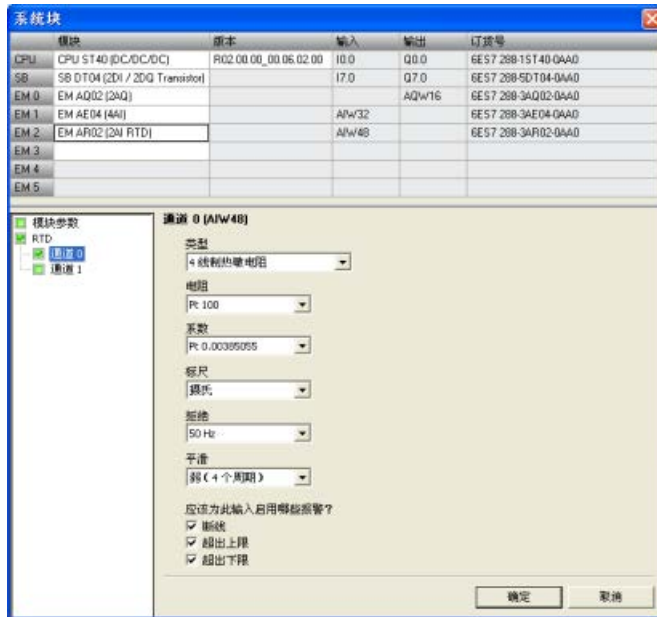 系统块
模块 版本 输入 输出 订货号
CPU CPU ST40 (DC/DC/DC) R02.00.00_00.06.02.00 I0.0 Q0.0 6ES7 288-1ST40-0AA0
SB SB DT04 (2DI / 2DQ Transistor) I7.0 Q7.0 6ES7 288-5DT04-0AA0
EM 0 EM AQ02 (2AQ) AQW16 6ES7 288-3AQ02-0AA0
EM 1 EM AE04 (4AI) AIW32 6ES7 288-3AE04-0AA0
EM 2 EM AR02 (2AI RTD) AIW48 6ES7 288-3AR02-0AA0
EM 3
EM 4
EM 5
模块参数
RTD
通道 0
通道 1
通道 0 (AIW48)
类型
4 线制热敏电阻
电阻
Pt 100
系数
Pt 0.00385055
标尺
摄氏
拒绝
50 Hz
平滑
弱(4 个周期)
应该为此输入启用哪些报警?
断线
超出上限
超出下限
确定 取消